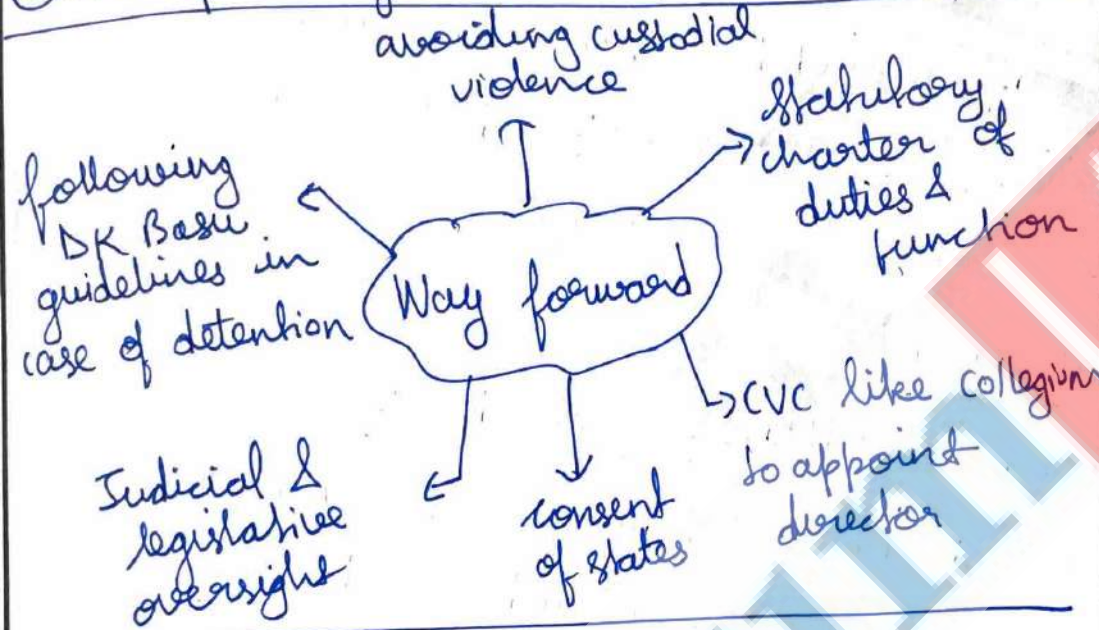 avoiding custodial
violence
Statutory
charter of
duties &
function
following
DK Basu
guidelines in
case of detention
Way forward
CVC like collegium
to appoint
director
consent
of states
Judicial &
legislative
oversight